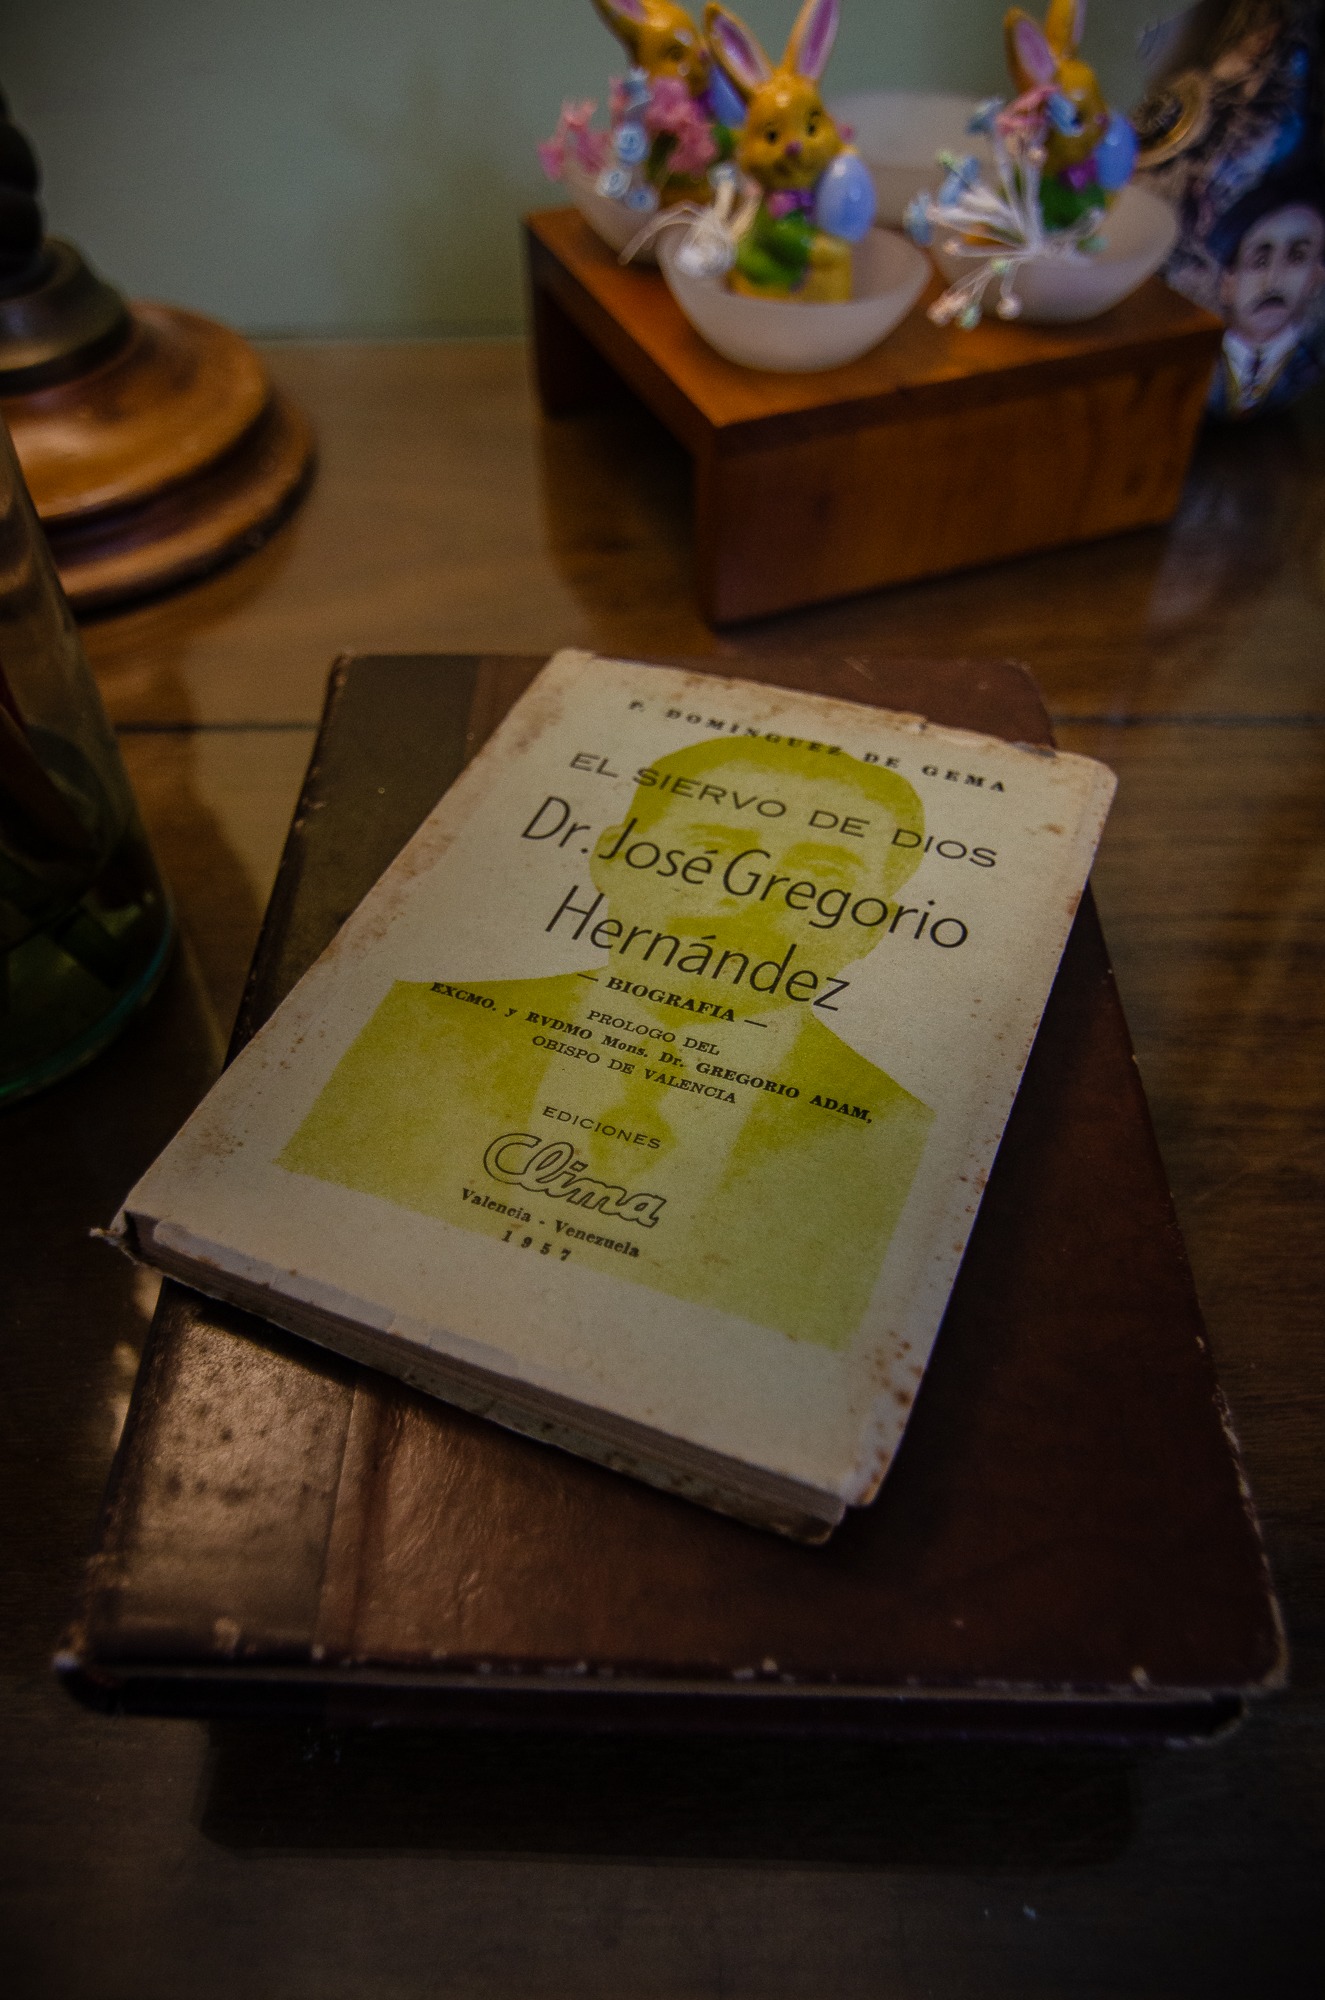 F. DOMINGUEZ DE GEMA
EL SIERVO DE DIOS
Dr. José Gregorio
Hernández
— BIOGRAFIA —
PROLOGO DEL
EXCMO. y RVDMO Mons. Dr. GREGORIO ADAM,
OBISPO DE VALENCIA
EDICIONES
Clima
Valencia - Venezuela
1957